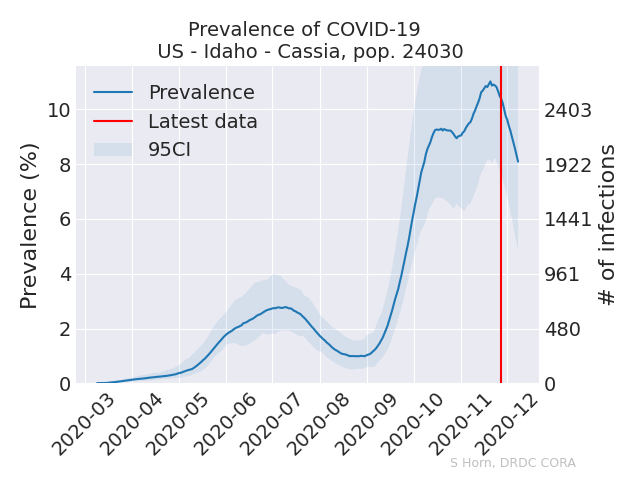 Prevalence of COVID-19
US - Idaho - Cassia, pop. 24030
Prevalence
Latest data
95CI
Prevalence (%)
10
8
6
4
2
0
2403
1922
1441
961
480
0
# of infections
2020-03
2020-04
2020-05
2020-06
2020-07
2020-08
2020-09
2020-10
2020-11
2020-12
S Horn, DRDC CORA